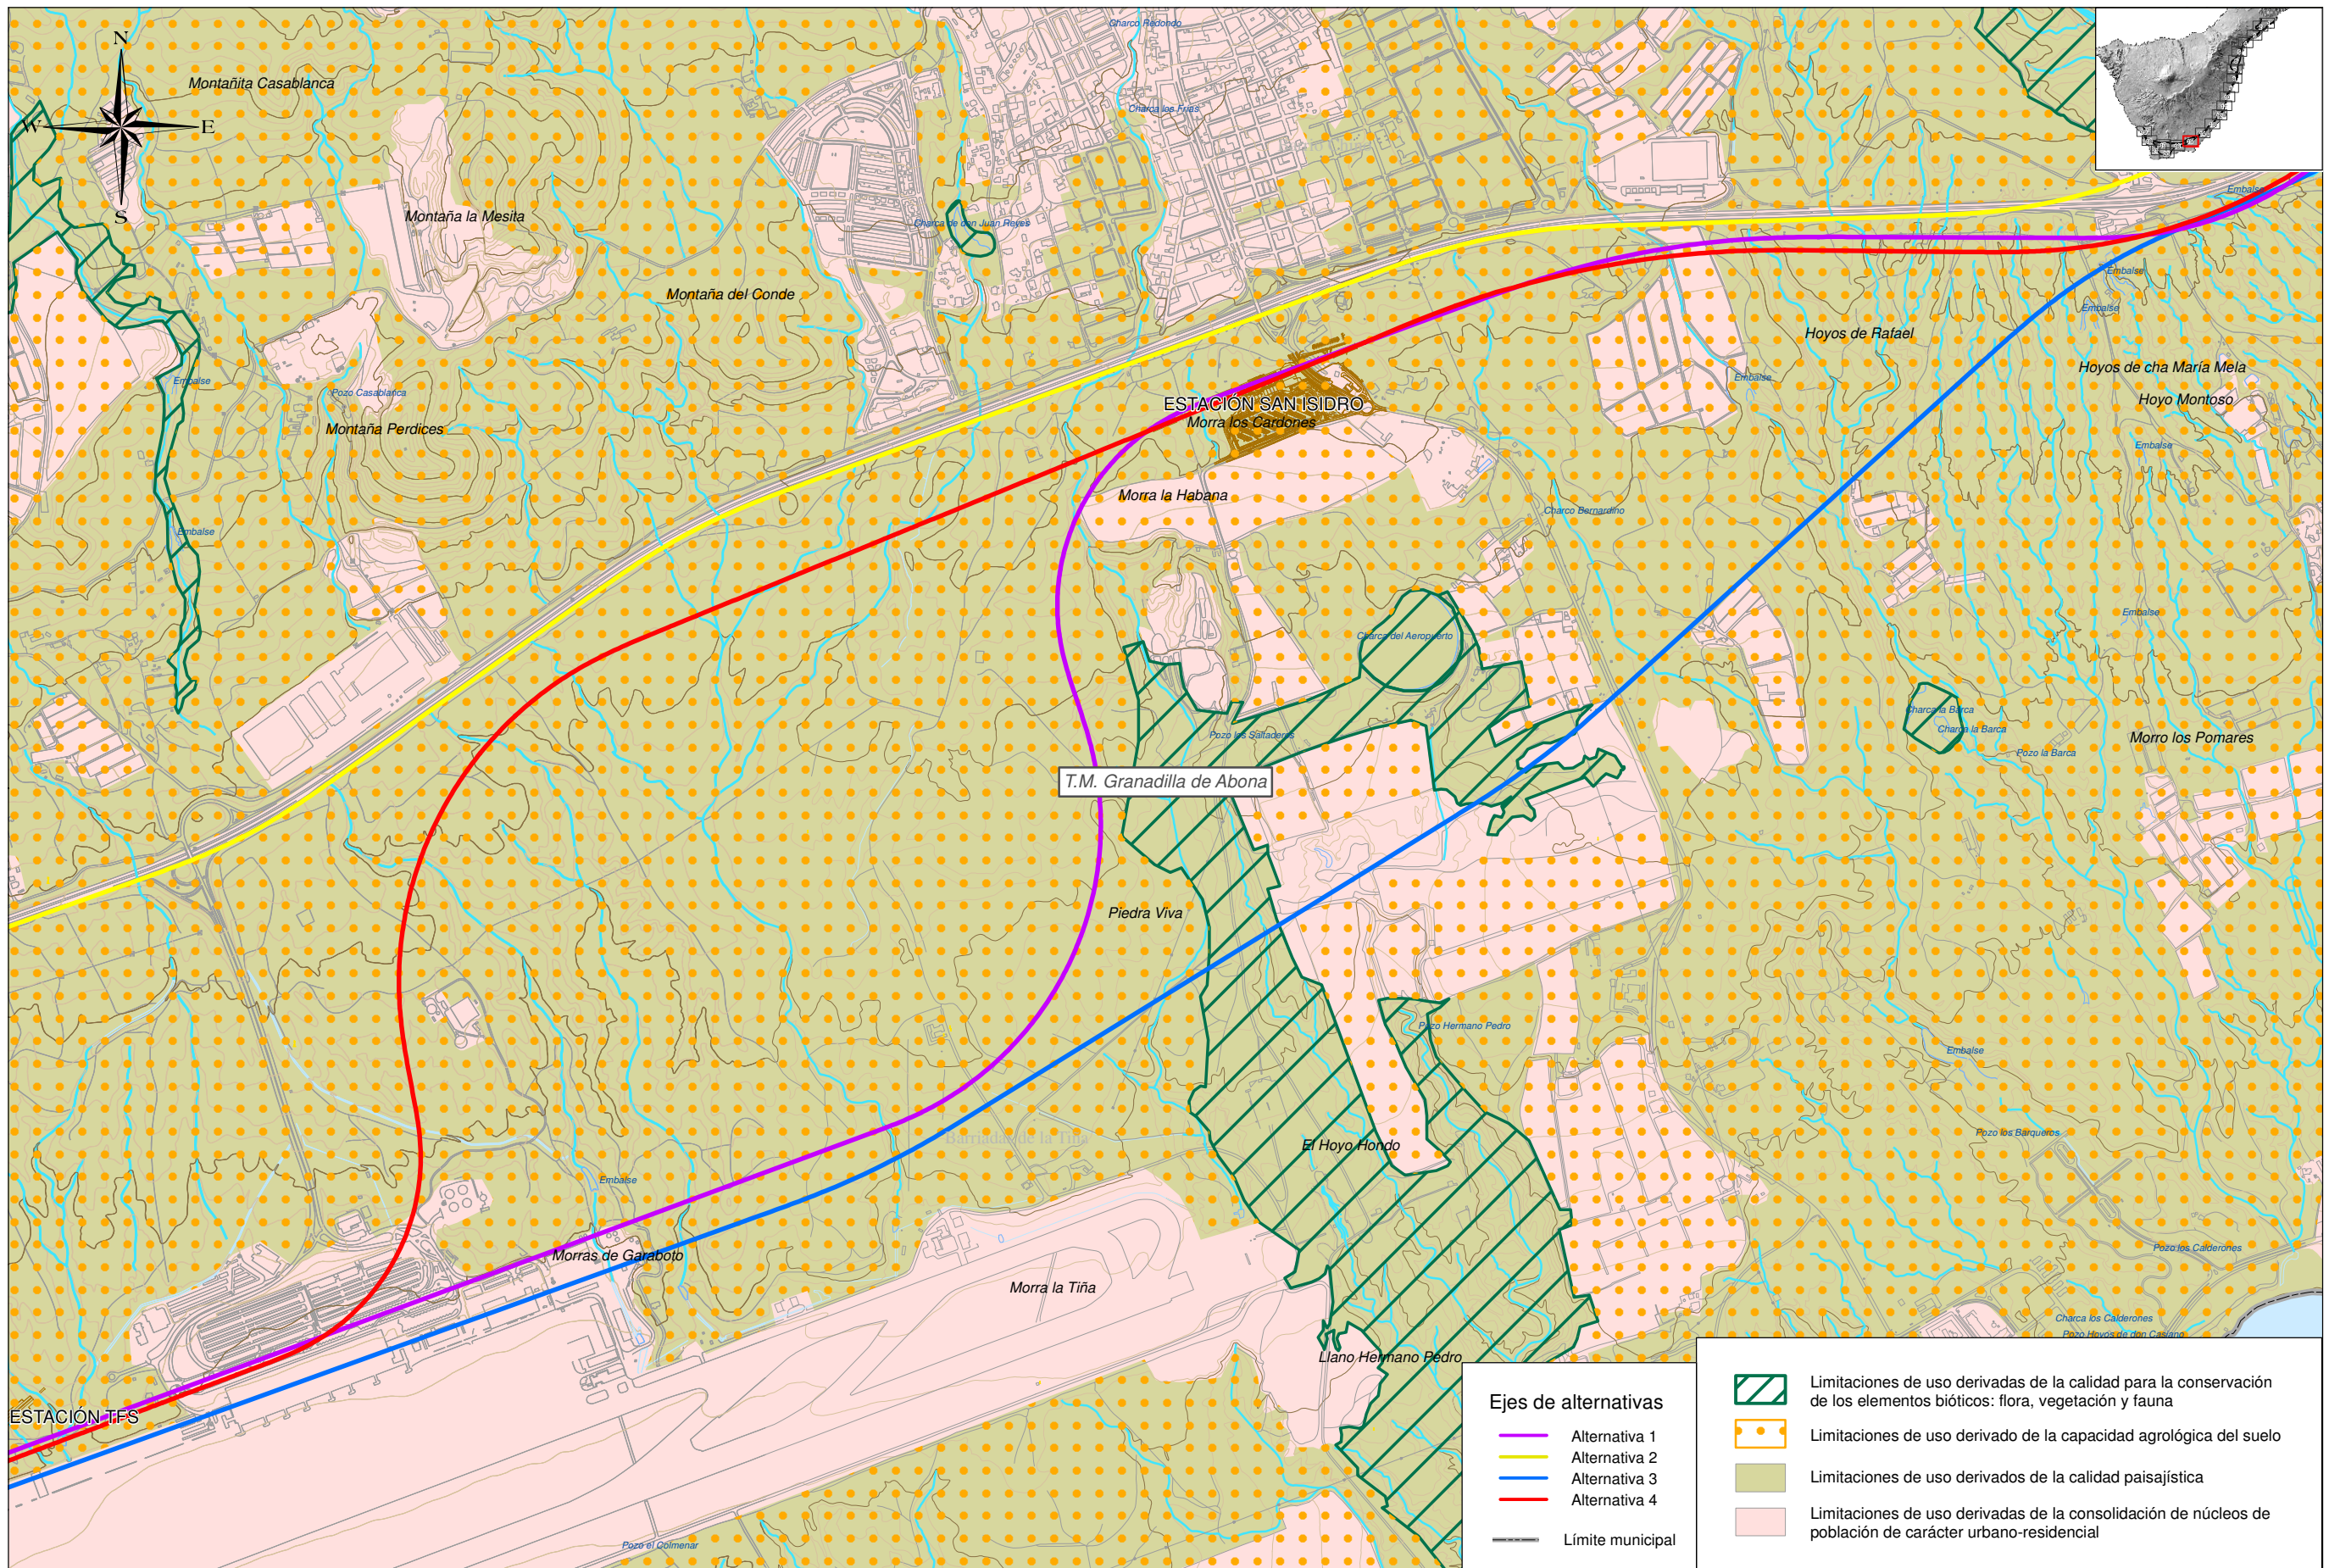 N
W
E
S
Montañita Casablanca
Charco Redondo
Charca los Frias
Montaña la Mesita
Charca de don Juan Reyes
Embalse
Montaña del Conde
Embalse
Embalse
Hoyos de Rafael
Hoyos de cha María Mela
Embalse
Pozo Casablanca
Embalse
Hoyo Montoso
ESTACIÓN SAN ISIDRO
Morra los Cardones
Montaña Perdices
Embalse
Morra la Habana
Charco Bernardino
Embalse
Embalse
Charca del Aeropuerto
Charca la Barca
Charca la Barca
Pozo los Saltaderos
Morro los Pomares
Pozo la Barca
T.M. Granadilla de Abona
Piedra Viva
Pozo Hermano Pedro
Embalse
Barriadas de la Tiña
Pozo los Barqueros
El Hoyo Hondo
Embalse
Morras de Garaboto
Pozo los Calderones
Morra la Tiña
Charca los Calderones
Pozo Hoyos de don Casiano
Llano Hermano Pedro
ESTACIÓN TFS
Pozo el Colmenar
Ejes de alternativas
Alternativa 1
Alternativa 2
Alternativa 3
Alternativa 4
Límite municipal
Limitaciones de uso derivadas de la calidad para la conservación
de los elementos bióticos: flora, vegetación y fauna
Limitaciones de uso derivado de la capacidad agrológica del suelo
Limitaciones de uso derivados de la calidad paisajística
Limitaciones de uso derivadas de la consolidación de núcleos de
población de carácter urbano-residencial